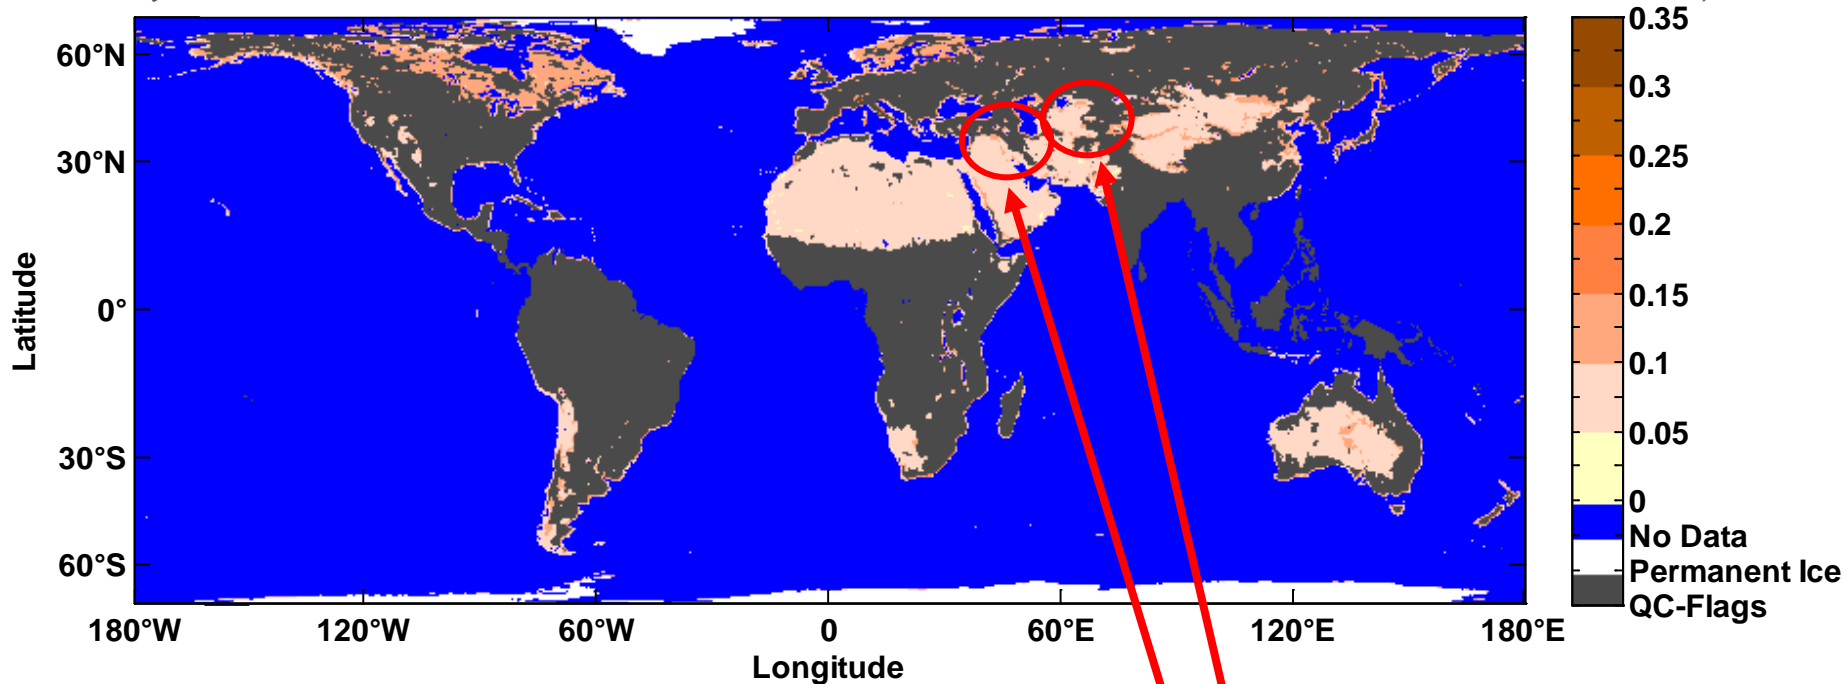 60°N
30°N
0°
30°S
60°S
Latitude
180°W 120°W 60°W 0 60°E 120°E 180°E
Longitude
0.35
0.3
0.25
0.2
0.15
0.1
0.05
0
No Data
Permanent Ice
QC-Flags